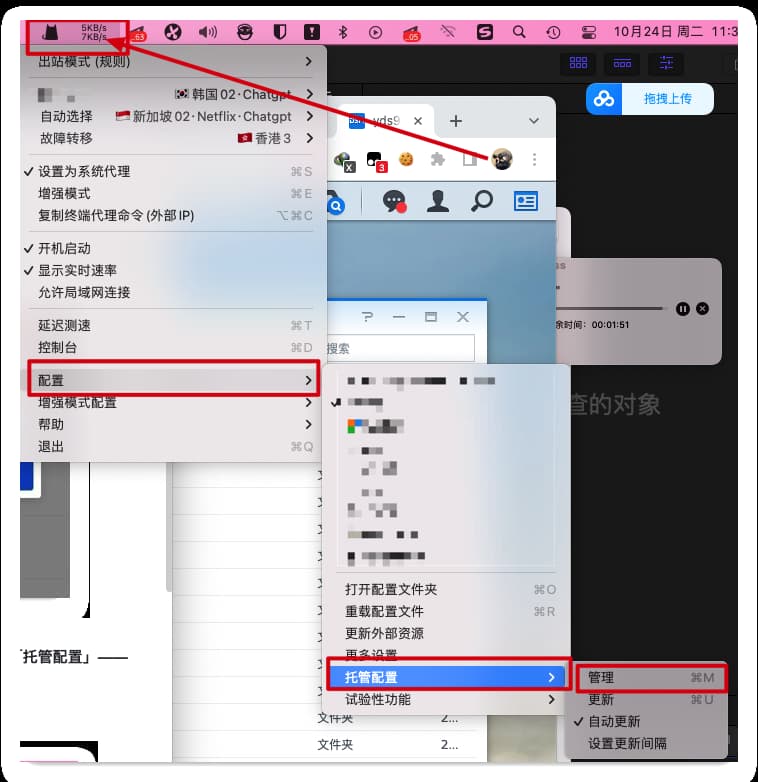 5KB/s
7KB/s
.63
.05
10月24日 周二 11:3
出站模式 (规则)
韩国 02·Chatgpt
自动选择 新加坡 02·Netflix·Chatgpt
故障转移 香港 3
设置为系统代理 ⌘S
增强模式 ⌘E
复制终端代理命令 (外部 IP) ⌥⌘C
开机启动
显示实时速率
允许局域网连接
延迟测速 ⌘T
控制台 ⌘D
配置
增强模式配置
帮助
退出 ⌘Q
拖拽上传
yds9
X
3
搜索
余时间: 00:01:51
查的对象
打开配置文件夹 ⌘O
重载配置文件 ⌘R
更新外部资源
更多设置
托管配置
试验性功能
管理 ⌘M
更新 ⌘U
自动更新
设置更新间隔
「托管配置」——
文件夹 2...
文件夹 2...